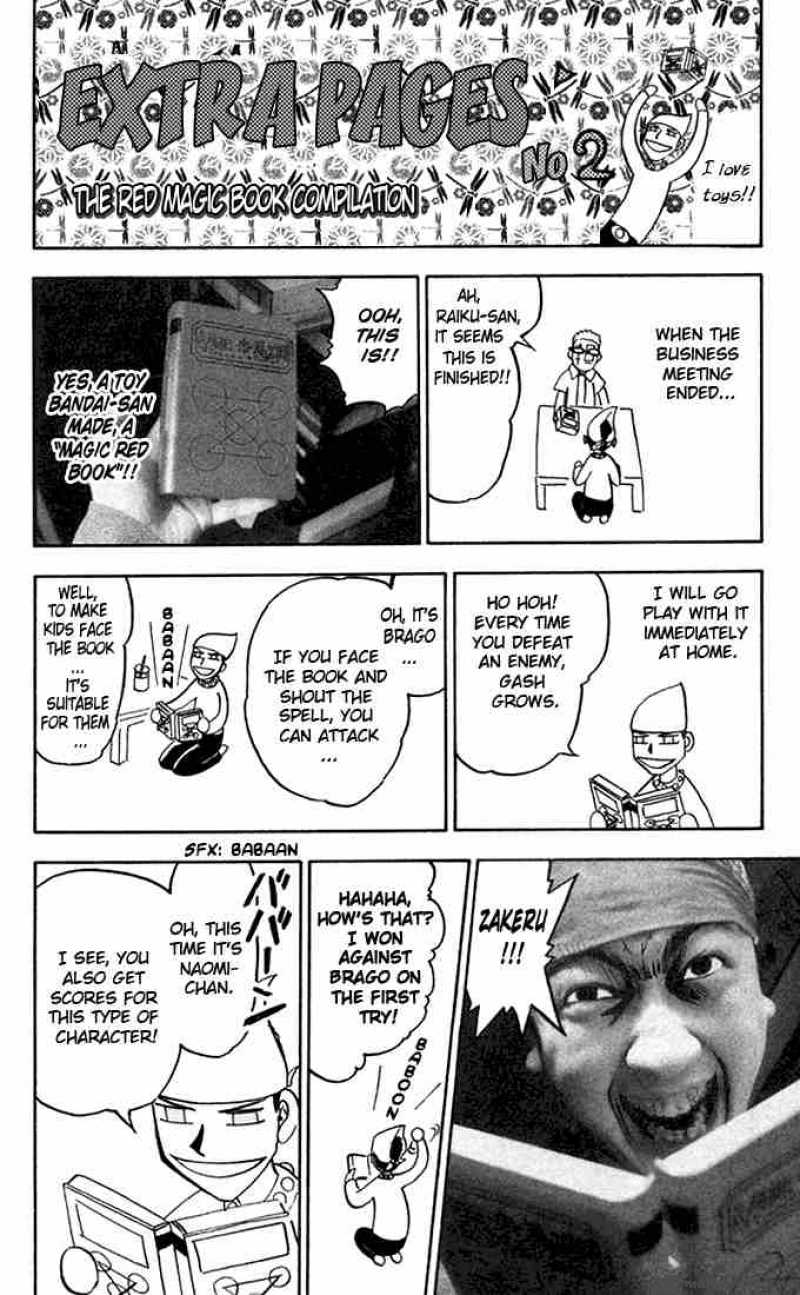 EXTRA PAGES
No 2
THE RED MAGIC BOOK COMPILATION
I love
toys!!
WHEN THE
BUSINESS
MEETING
ENDED...
AH,
RAIKU-SAN,
IT SEEMS
THIS IS
FINISHED!!
OOH,
THIS
IS!!
YES, A TOY
BANDAI-SAN
MADE, A
"MAGIC RED
BOOK"!!
I WILL GO
PLAY WITH IT
IMMEDIATELY
AT HOME.
HO HOH!
EVERY TIME
YOU DEFEAT
AN ENEMY,
GASH
GROWS.
OH, IT'S
BRAGO
...
IF YOU FACE
THE BOOK AND
SHOUT THE
SPELL, YOU
CAN ATTACK
...
BABAAN
WELL,
TO MAKE
KIDS FACE
THE BOOK
...
IT'S
SUITABLE
FOR THEM
...
ZAKERU
!!!
HAHAHA,
HOW'S THAT?
I WON
AGAINST
BRAGO ON
THE FIRST
TRY!
BABOON
SFX: BABAAN
ババーン
OH, THIS
TIME IT'S
NAOMI-
CHAN.
I SEE, YOU
ALSO GET
SCORES FOR
THIS TYPE OF
CHARACTER!